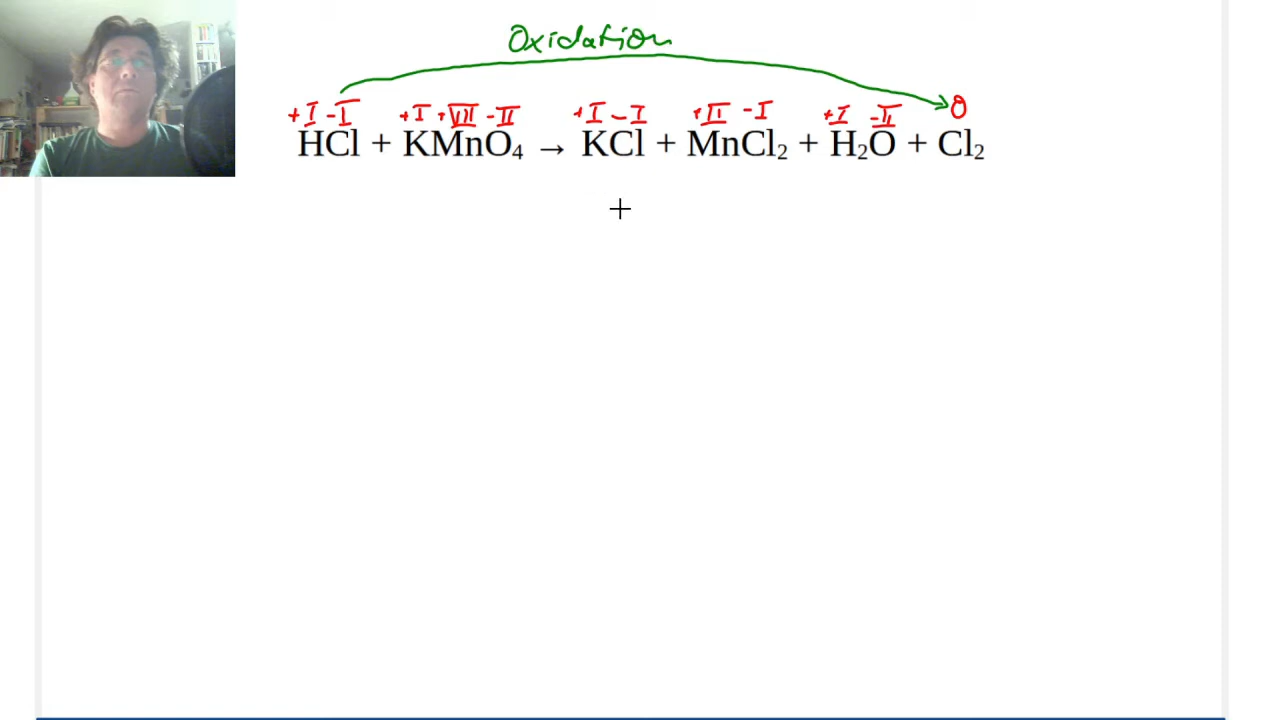 Oxidation
+I -I +I +VII -II +I -I +II -I +I -II 0
HCl + KMnO₄ → KCl + MnCl₂ + H₂O + Cl₂